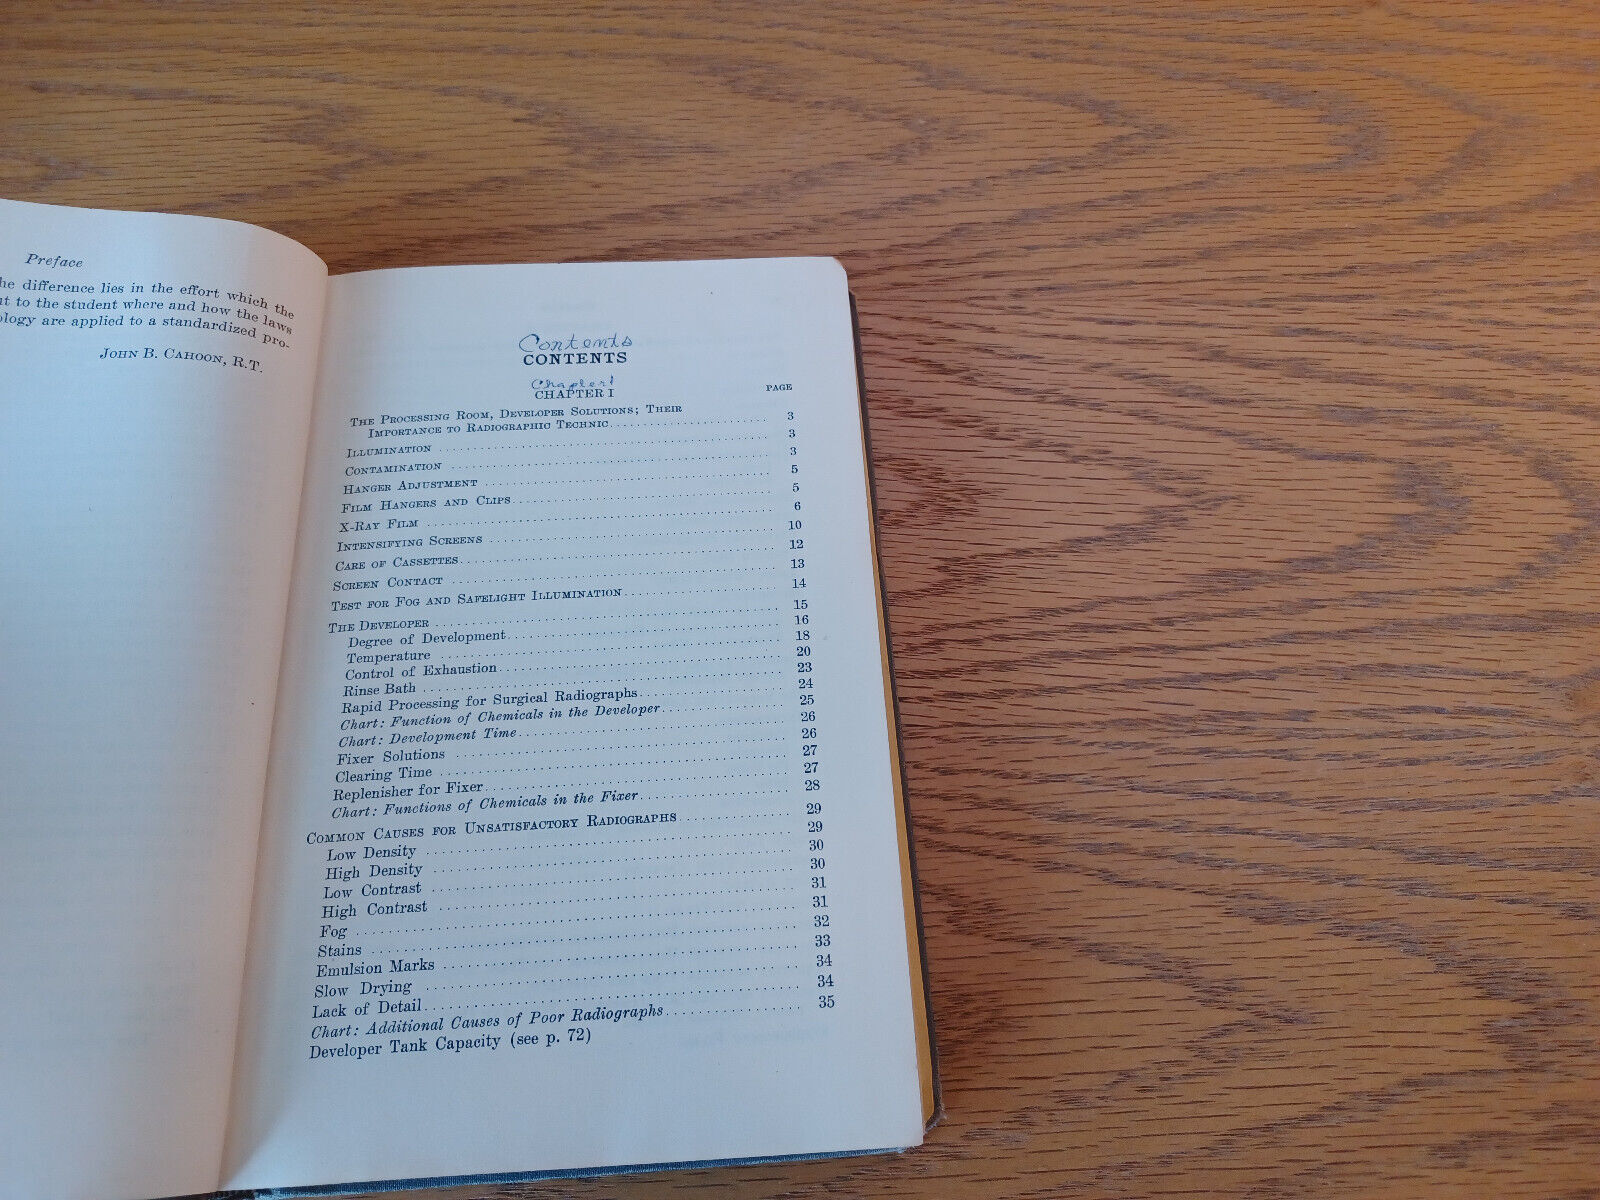 Preface
he difference lies in the effort which the
nt to the student where and how the laws
ology are applied to a standardized pro-
John B. Cahoon, R.T.
Contents
CONTENTS
Chapter 1
CHAPTER I
PAGE
The Processing Room, Developer Solutions; Their
Importance to Radiographic Technic 3
Illumination 3
Contamination 3
Hanger Adjustment 5
Film Hangers and Clips 5
X-Ray Film 6
Intensifying Screens 10
Care of Cassettes 12
Screen Contact 13
Test for Fog and Safelight Illumination 14
The Developer 15
Degree of Development 16
Temperature 18
Control of Exhaustion 20
Rinse Bath 23
Rapid Processing for Surgical Radiographs 24
Chart: Function of Chemicals in the Developer 25
Chart: Development Time 26
Fixer Solutions 26
Clearing Time 27
Replenisher for Fixer 27
Chart: Functions of Chemicals in the Fixer 28
Common Causes for Unsatisfactory Radiographs 29
Low Density 29
High Density 30
Low Contrast 30
High Contrast 31
Fog 31
Stains 32
Emulsion Marks 33
Slow Drying 34
Lack of Detail 34
Chart: Additional Causes of Poor Radiographs 35
Developer Tank Capacity (see p. 72)